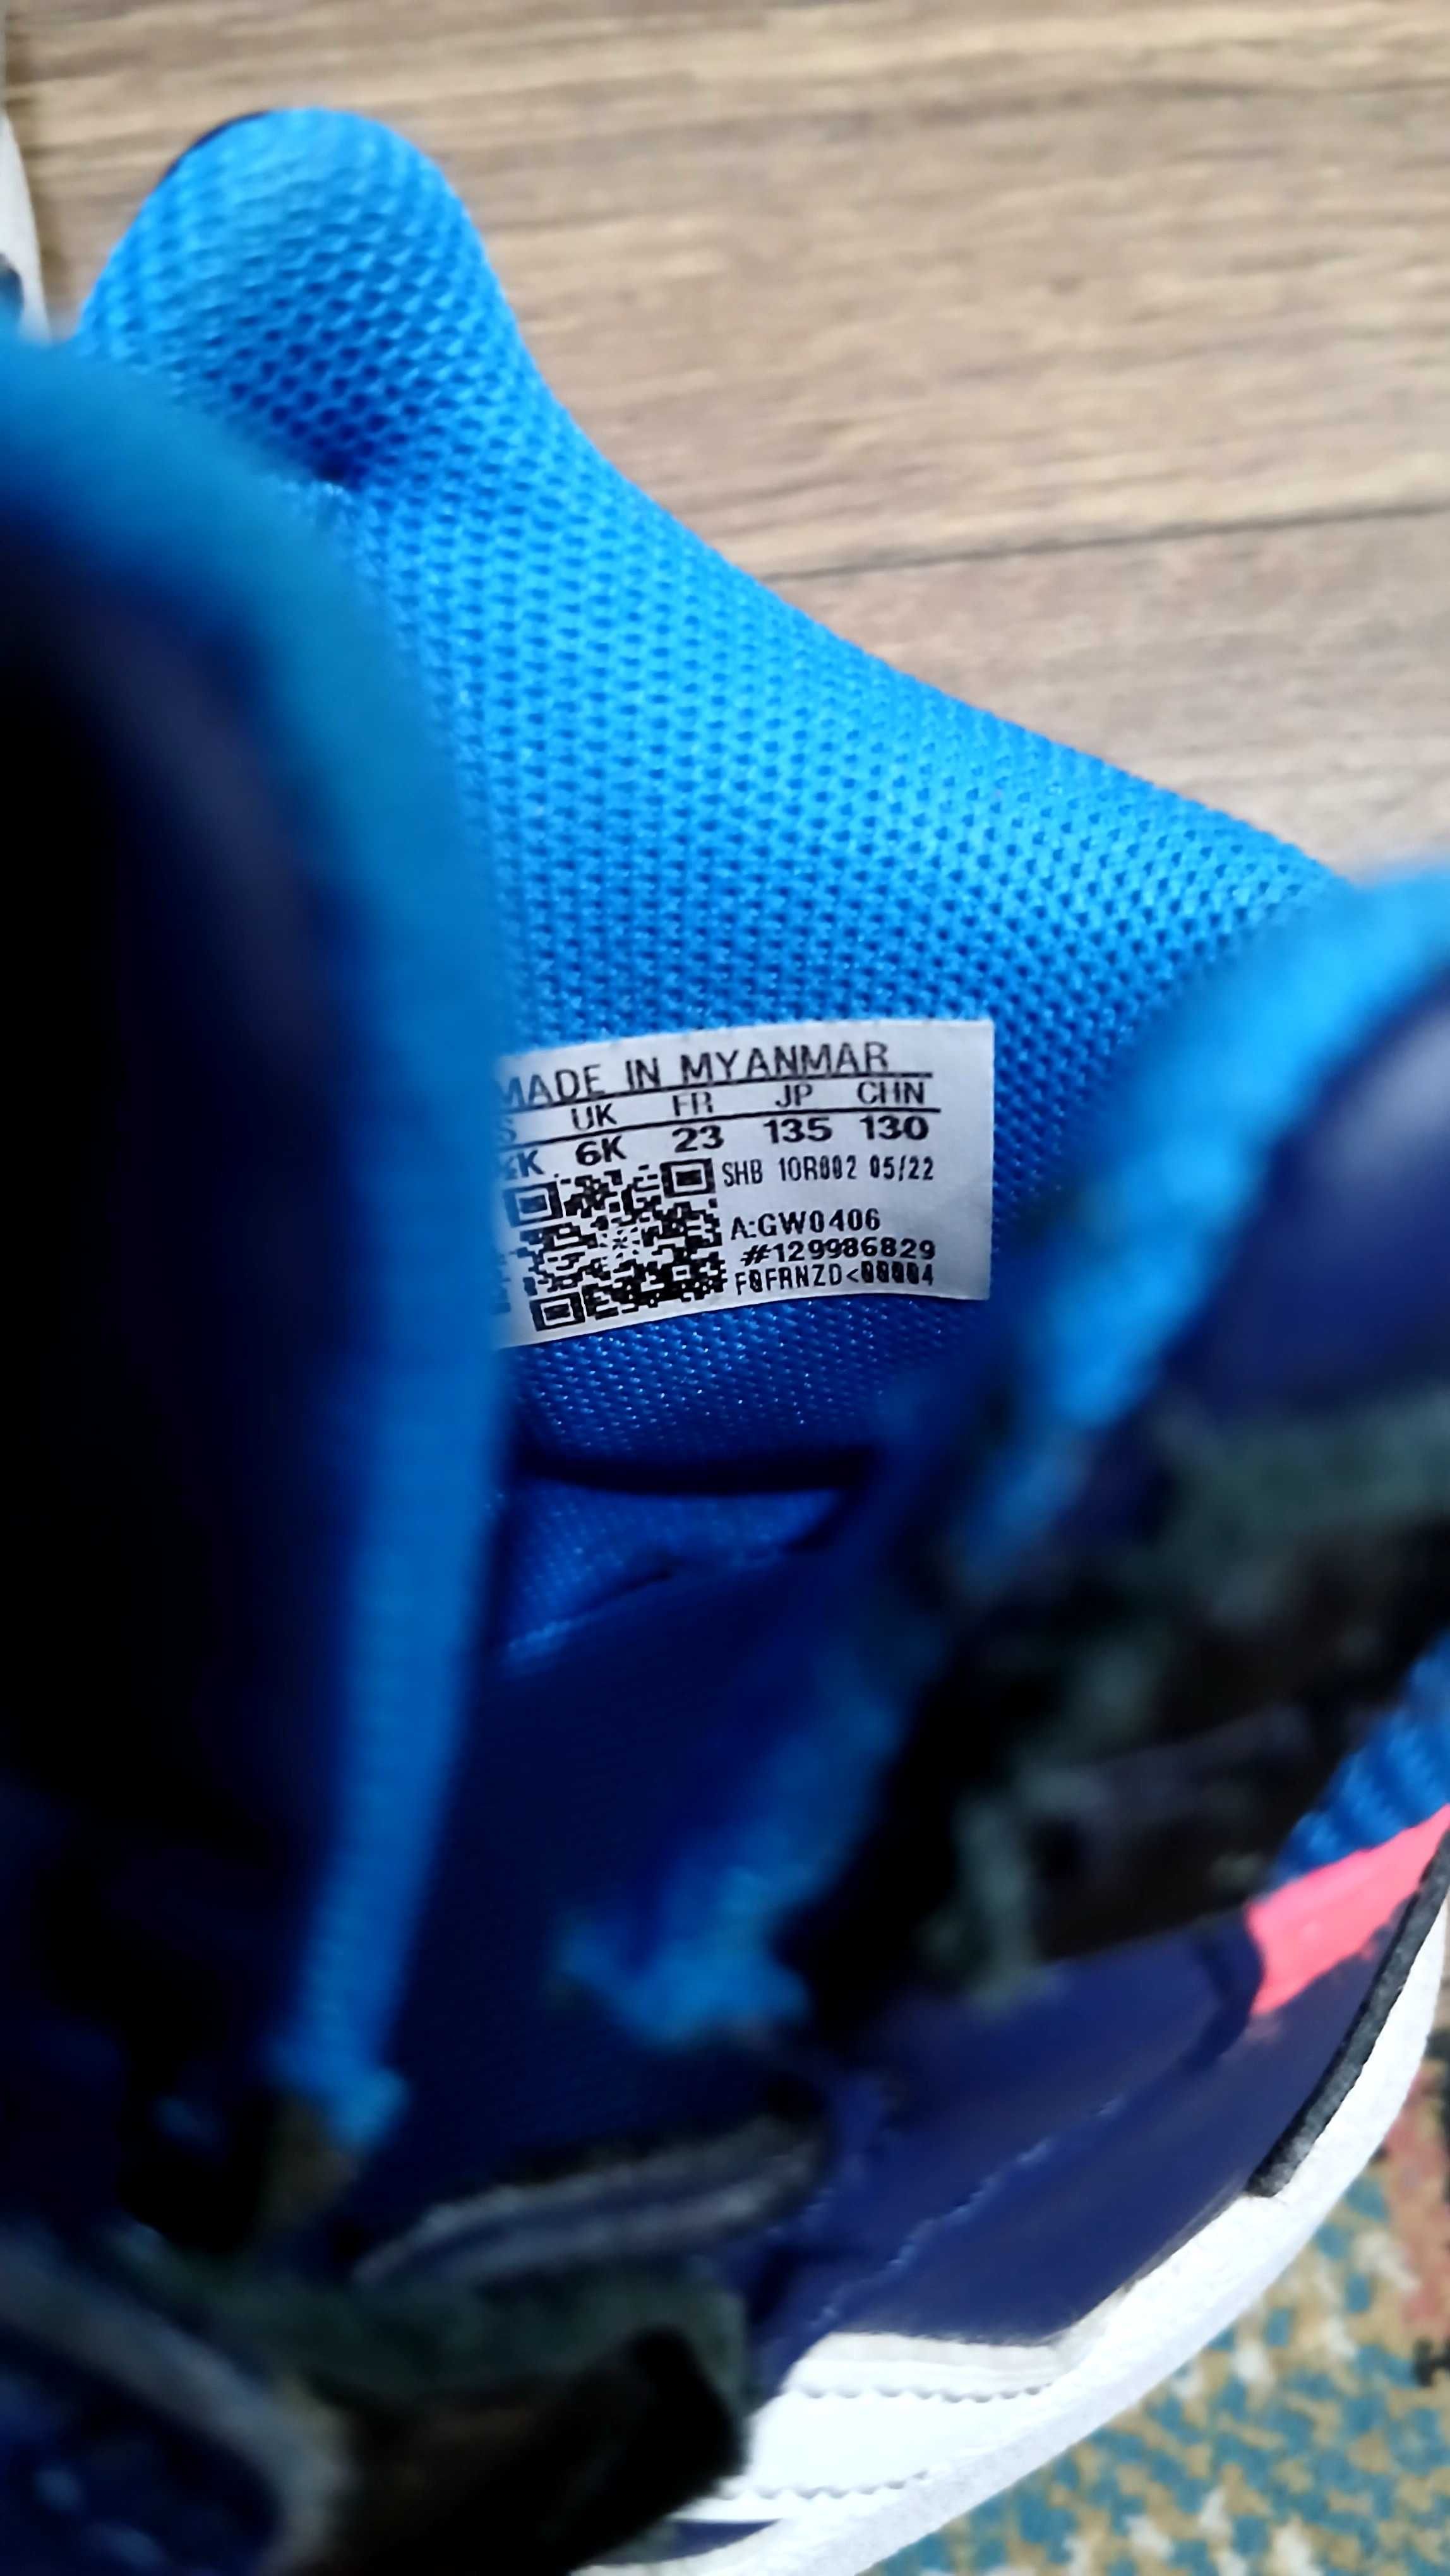 MADE IN MYANMAR
UK FR JP CHN
6K 23 135 130
SHB 10R002 05/22
A:GW0406
#129986829
F0FRNZD<00004